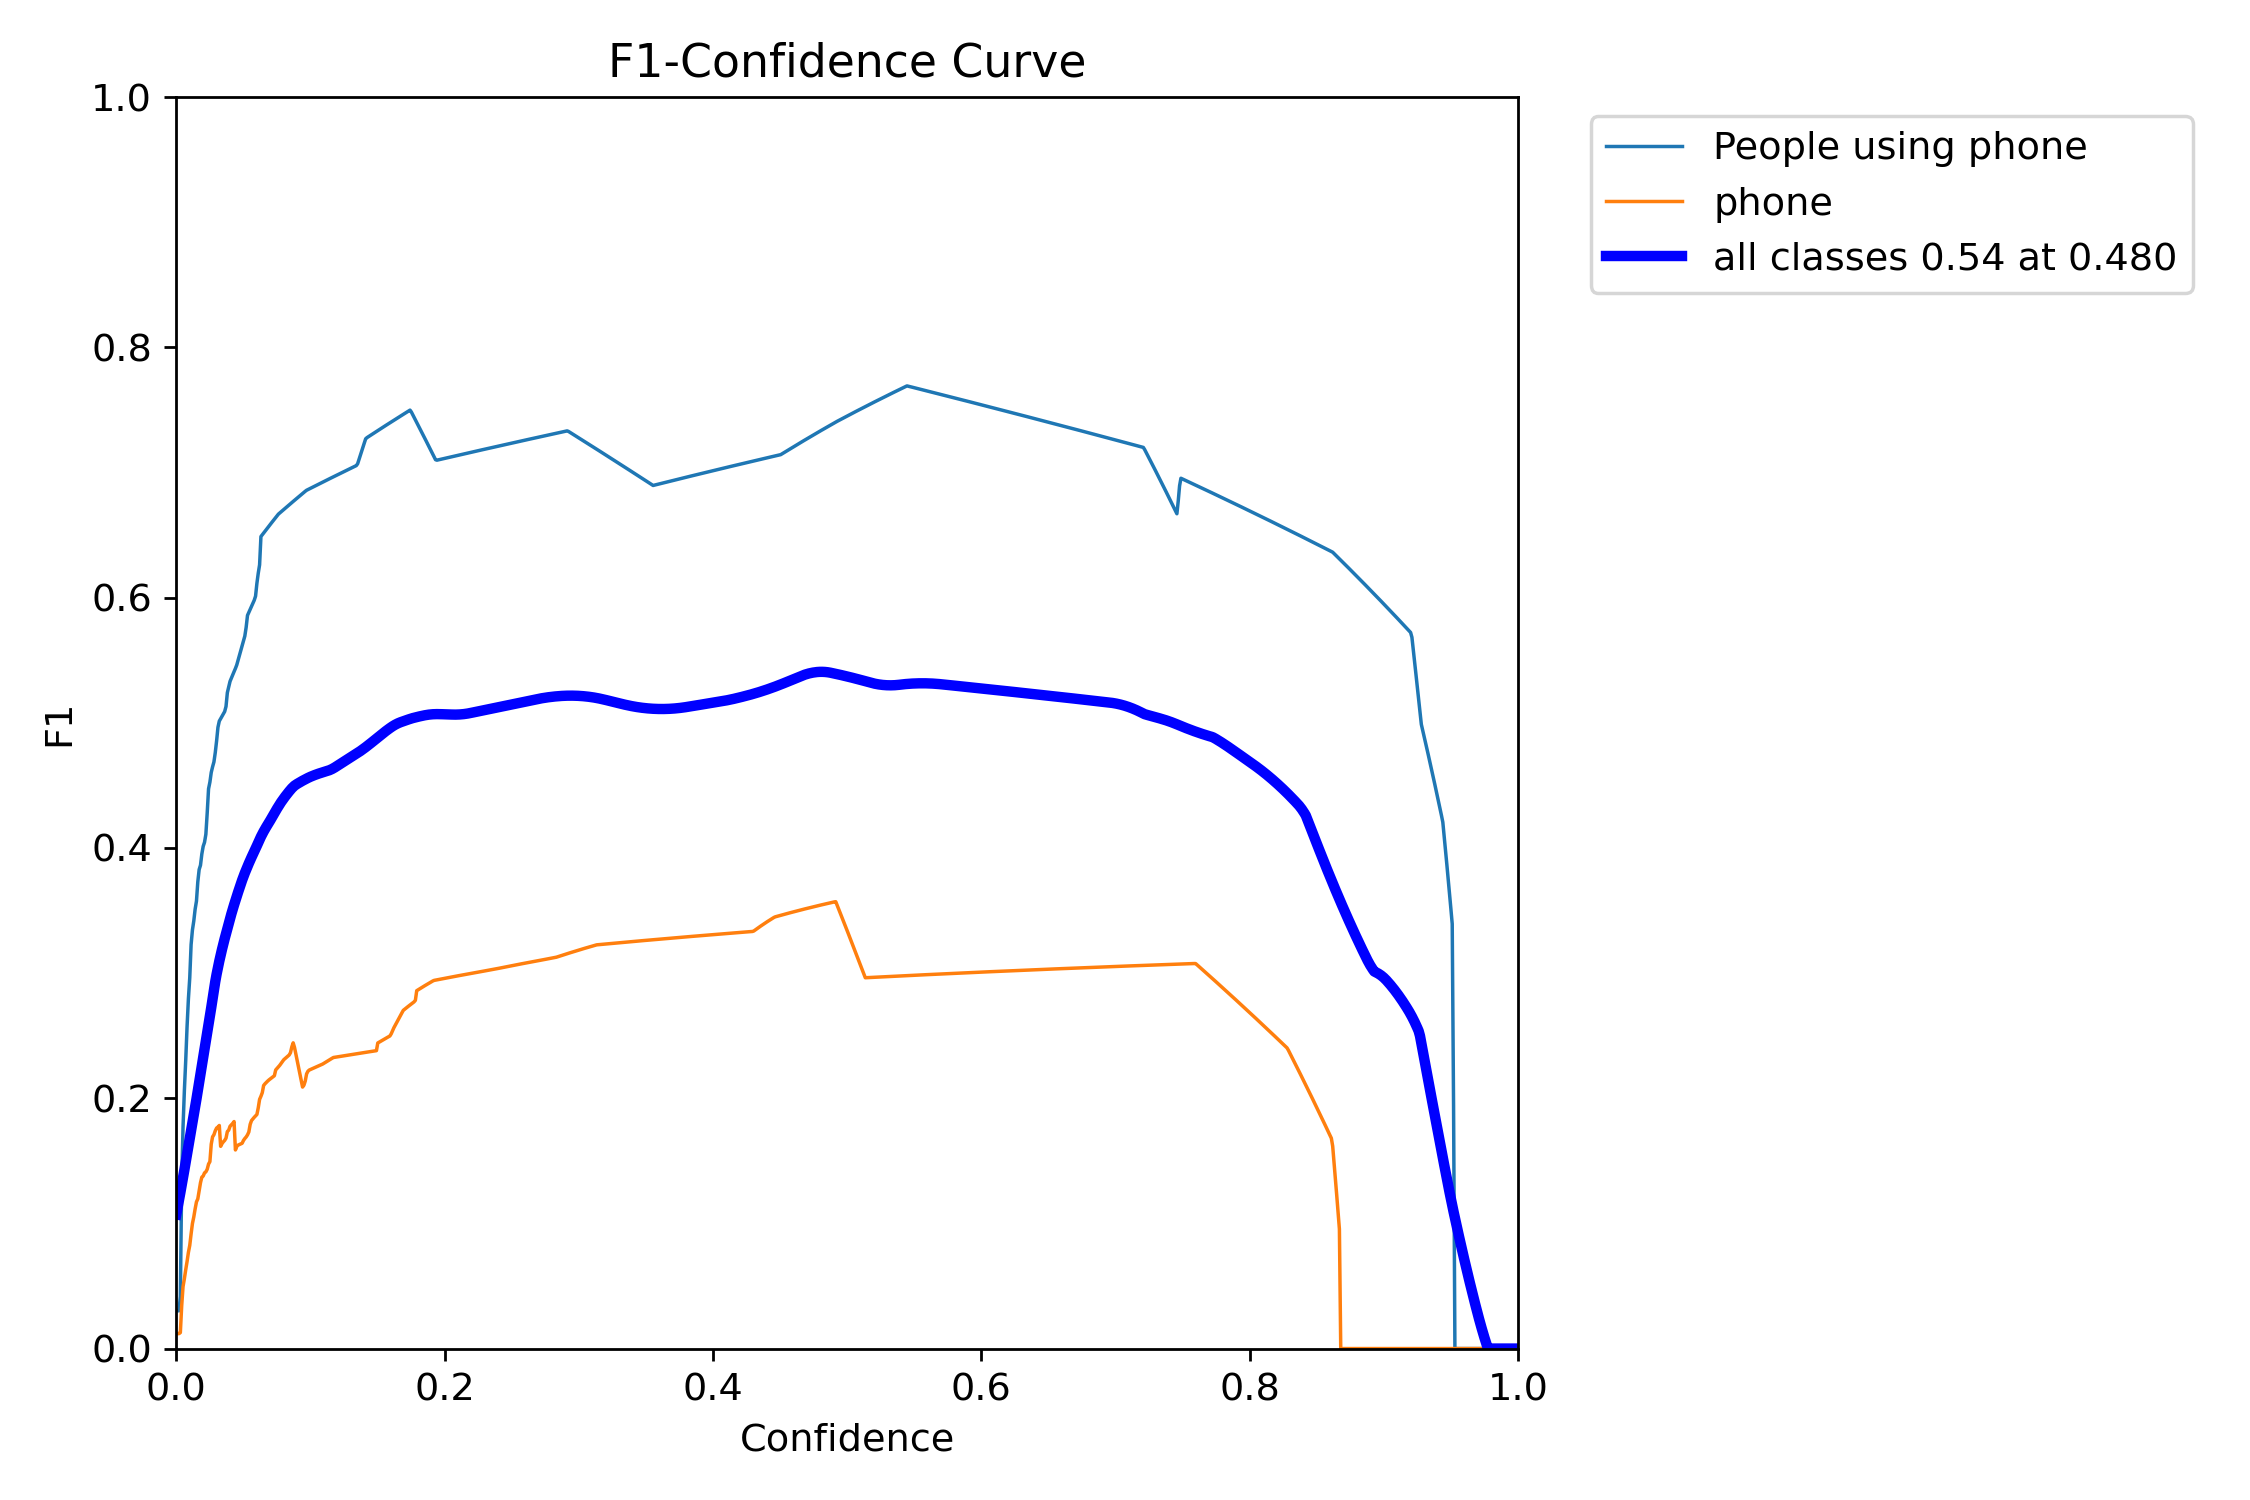 F1-Confidence Curve
1.0
0.8
0.6
0.4
0.2
0.0
F1
0.0 0.2 0.4 0.6 0.8 1.0
Confidence
People using phone
phone
all classes 0.54 at 0.480